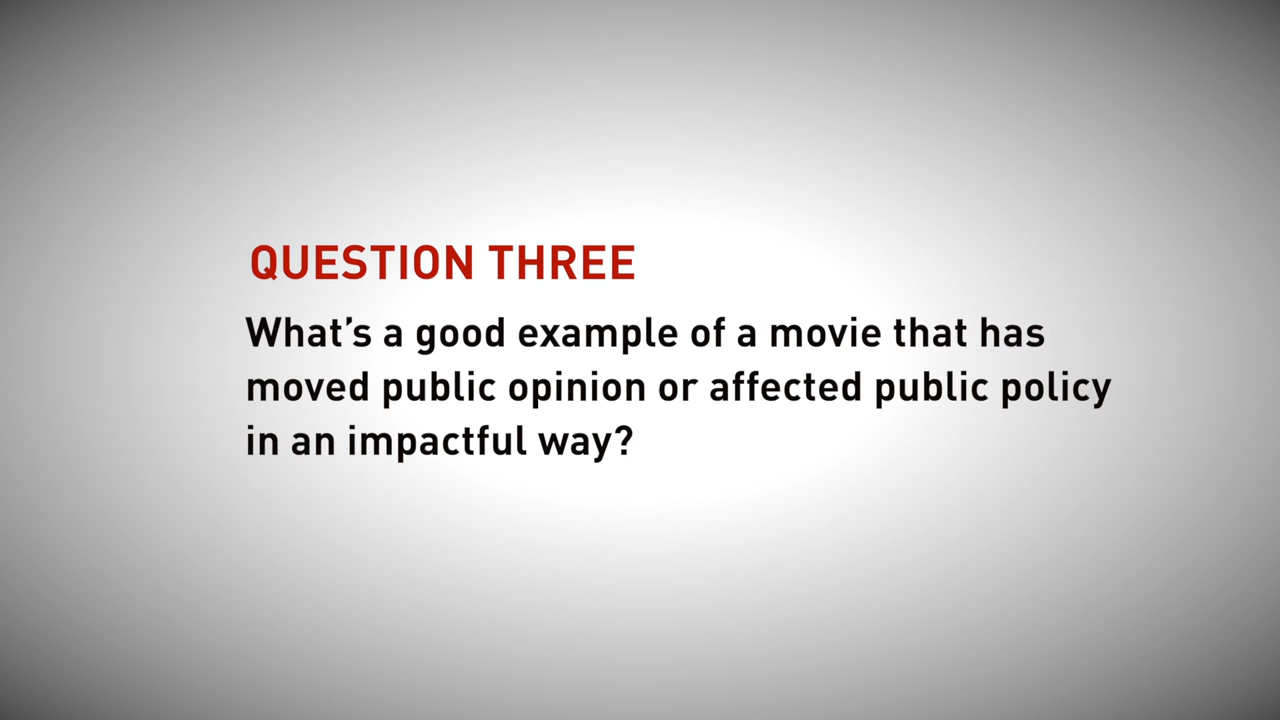 QUESTION THREE
What’s a good example of a movie that has
moved public opinion or affected public policy
in an impactful way?